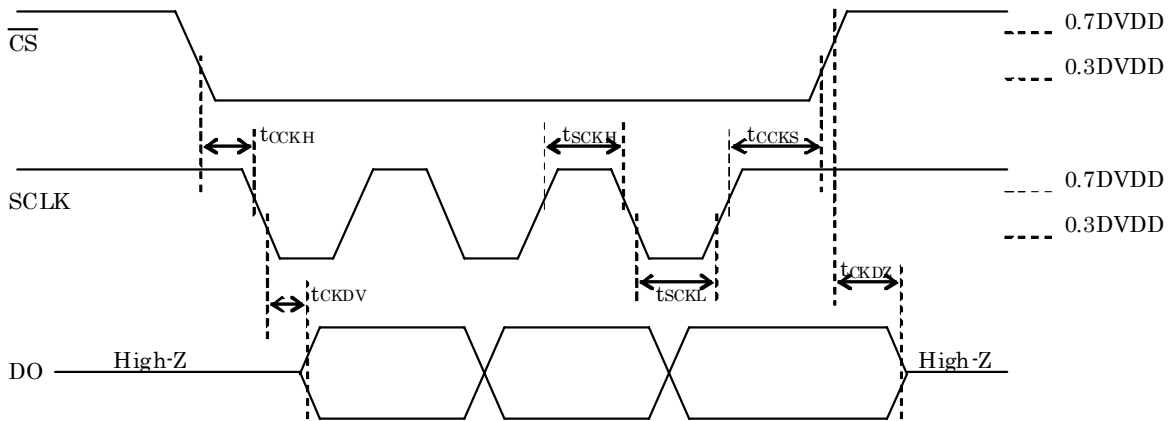 CS
0.7DVDD
0.3DVDD
tCCKH
tSCKH
tCCKS
SCLK
0.7DVDD
0.3DVDD
tCKDV
tSCKL
tCKDZ
DO
High-Z
High-Z